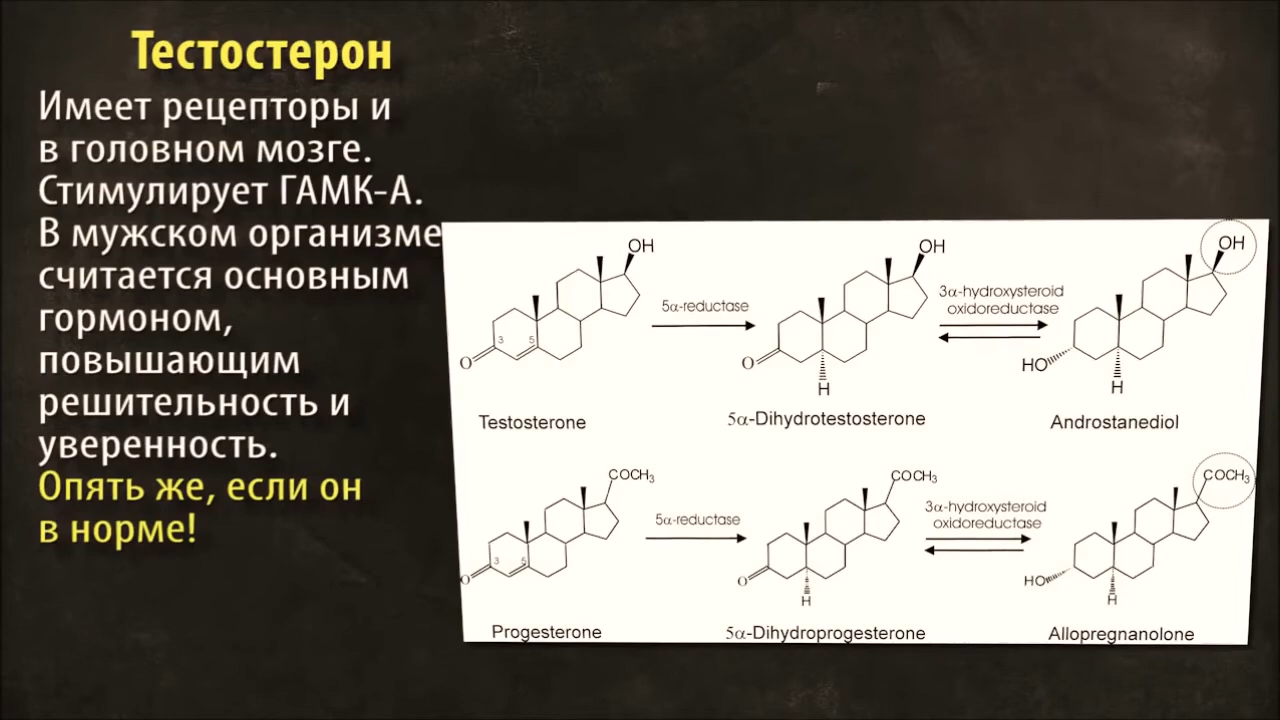 Тестостерон
Имеет рецепторы и
в головном мозге.
Стимулирует ГАМК-А.
В мужском организме
считается основным
гормоном,
повышающим
решительность и
уверенность.
Опять же, если он
в норме!
OH
3 5
O
Testosterone
5α-reductase
OH
O
H
5α-Dihydrotestosterone
3α-hydroxysteroid
oxidoreductase
OH
HO
H
Androstanediol
COCH3
3 5
O
Progesterone
5α-reductase
COCH3
O
H
5α-Dihydroprogesterone
3α-hydroxysteroid
oxidoreductase
COCH3
HO
H
Allopregnanolone